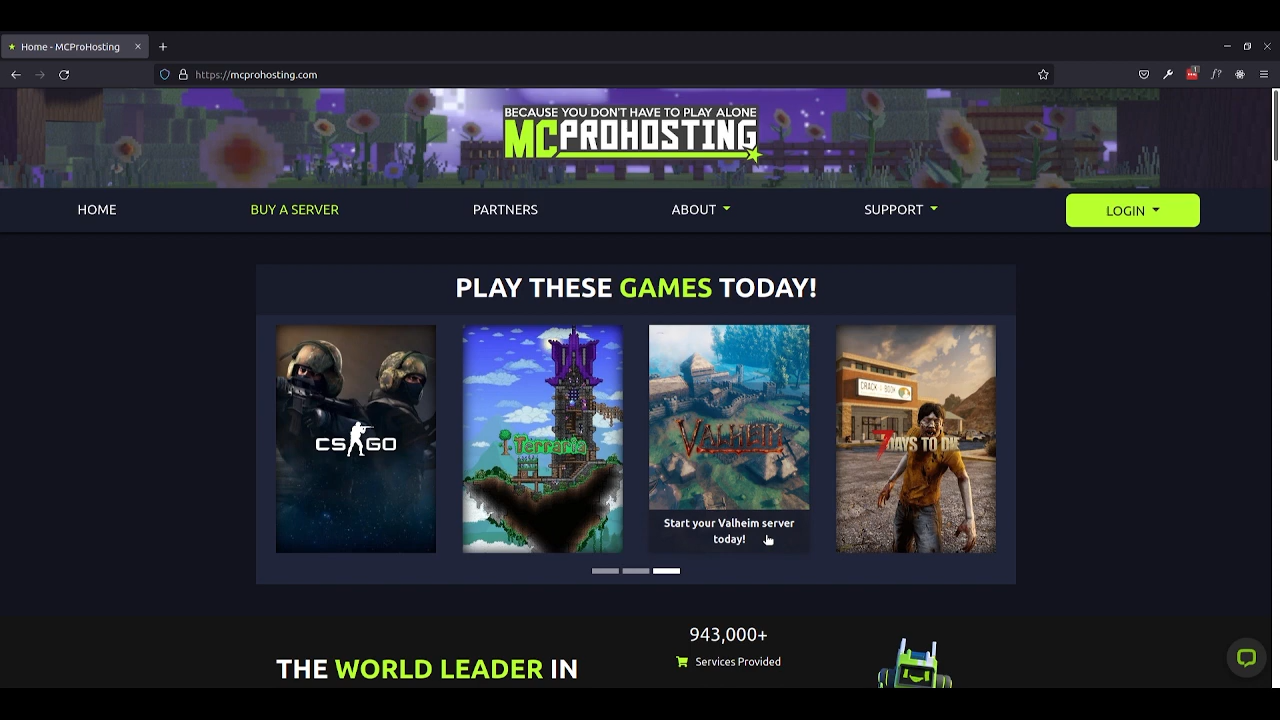 Home - MCProHosting
https://mcprohosting.com
BECAUSE YOU DON'T HAVE TO PLAY ALONE
MCPROHOSTING
HOME
BUY A SERVER
PARTNERS
ABOUT
SUPPORT
LOGIN
PLAY THESE GAMES TODAY!
CS GO
Terraria
VALHEIM
CRACK A BOOK
7 DAYS TO DIE
Start your Valheim server
today!
943,000+
Services Provided
THE WORLD LEADER IN